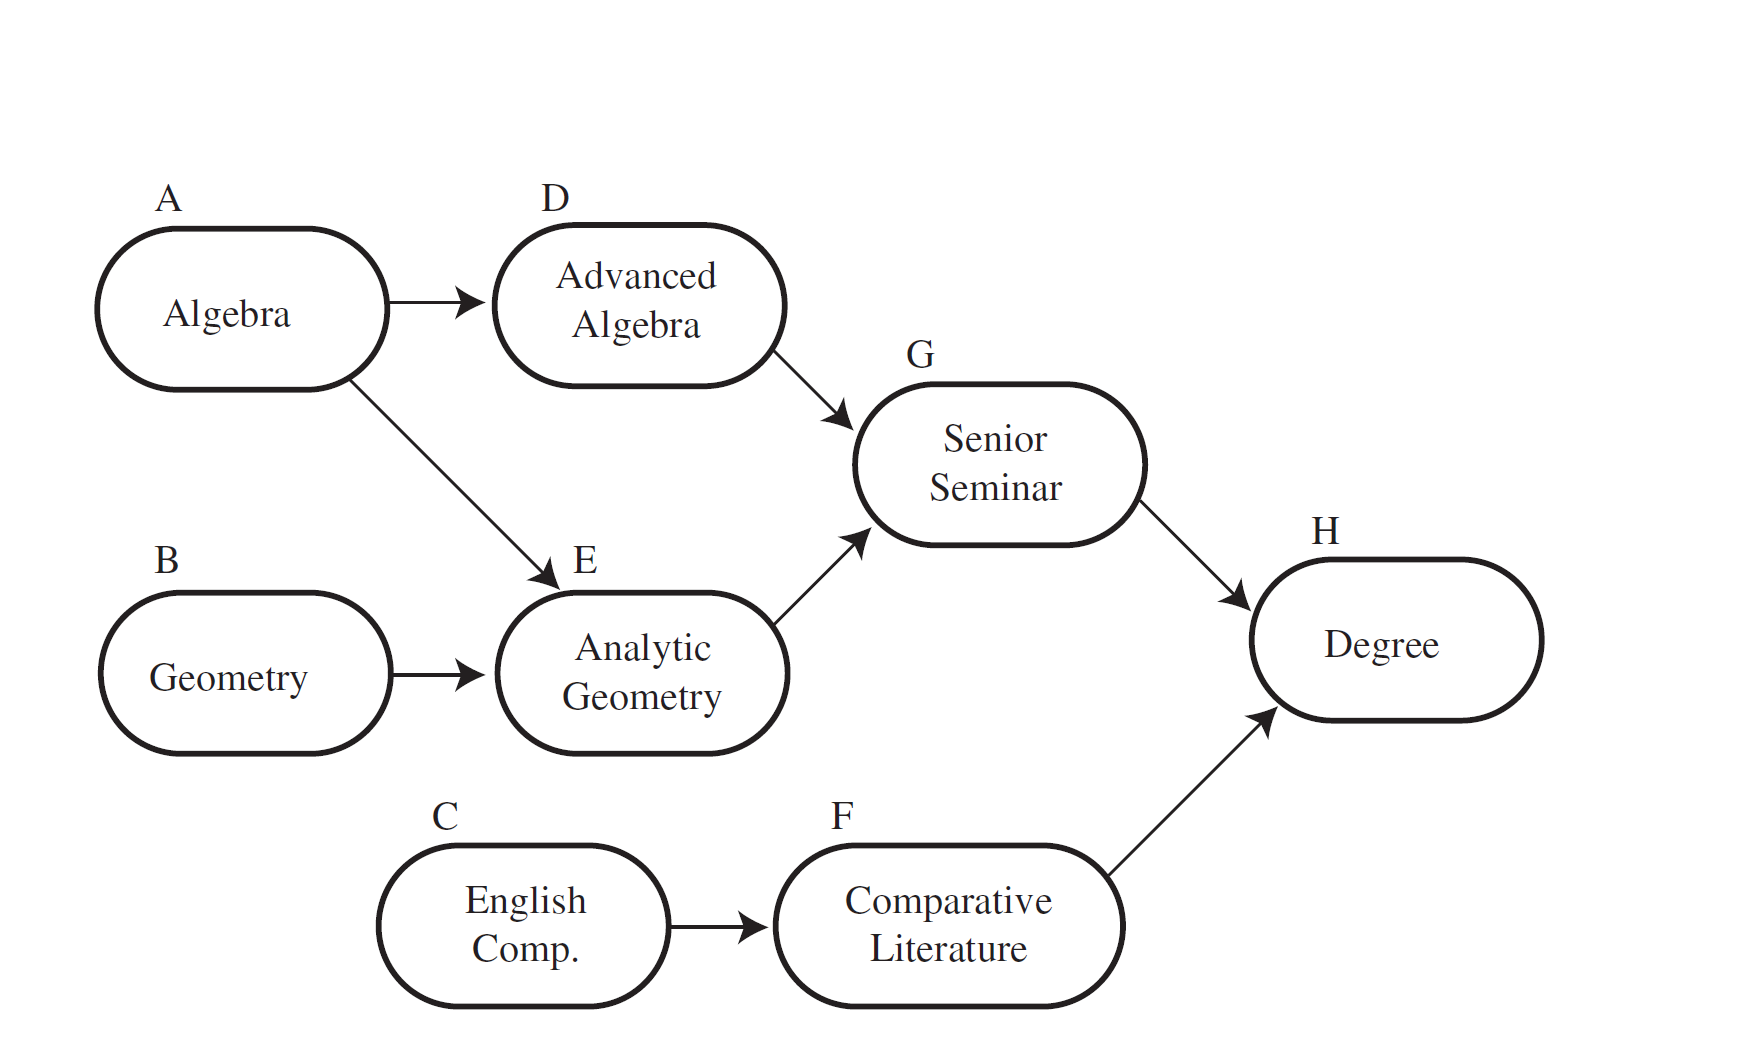 A
Algebra
D
Advanced
Algebra
G
Senior
Seminar
B
Geometry
E
Analytic
Geometry
H
Degree
C
English
Comp.
F
Comparative
Literature